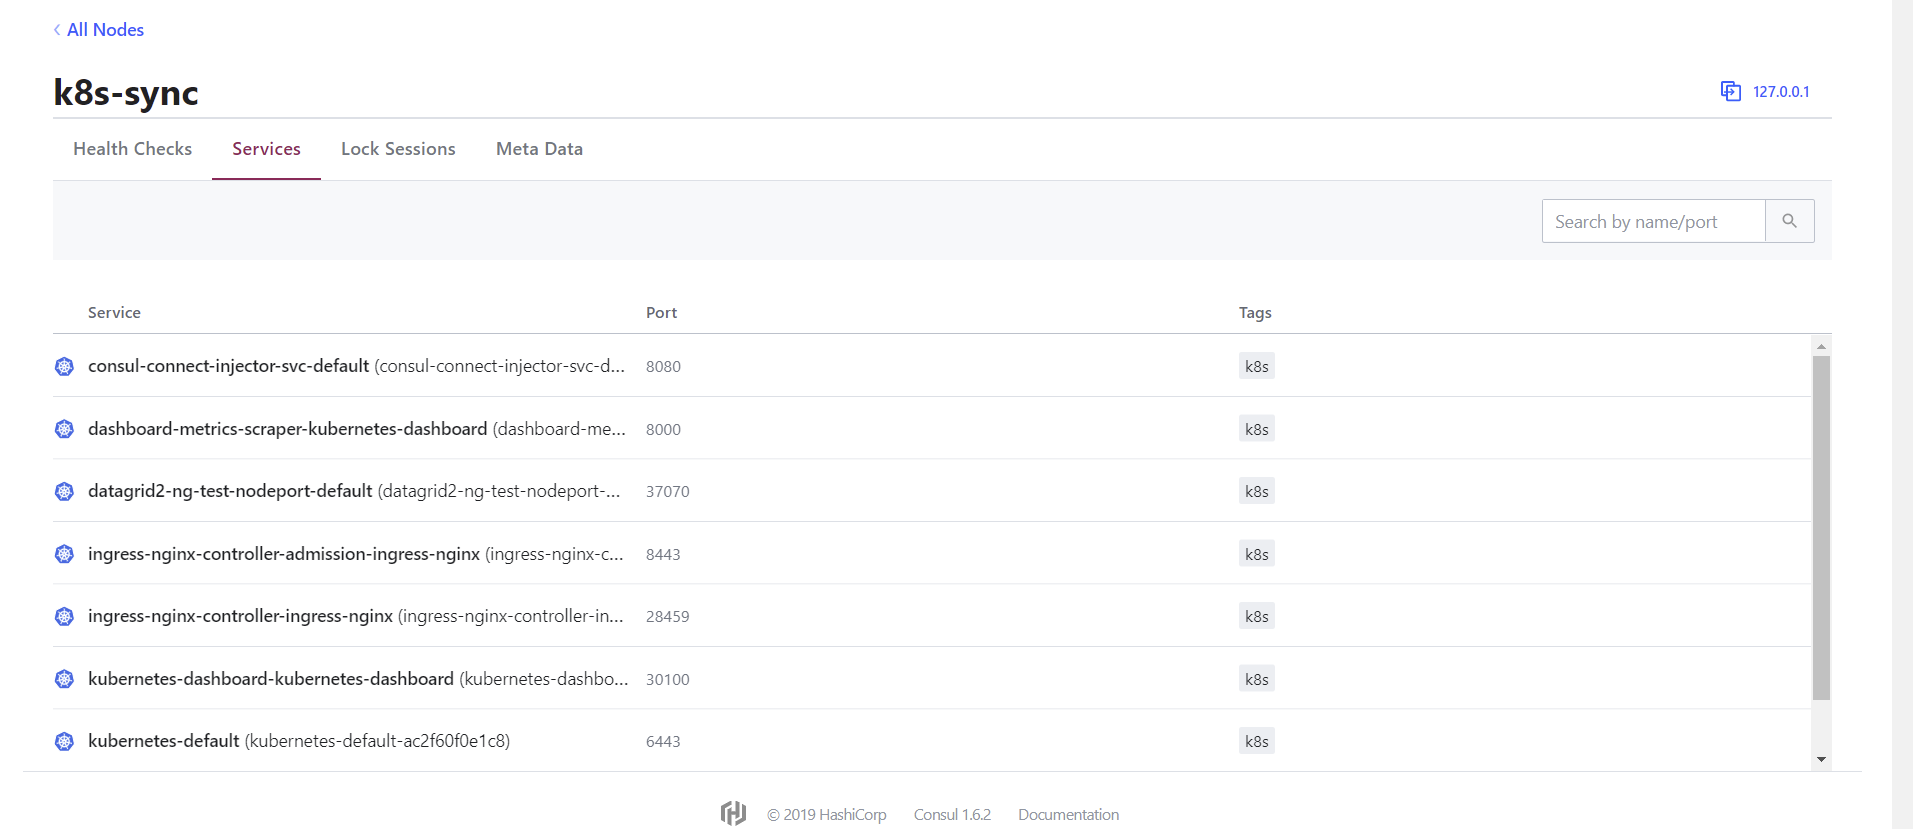 All Nodes
k8s-sync
127.0.0.1
Health Checks Services Lock Sessions Meta Data
Search by name/port
Service Port Tags
consul-connect-injector-svc-default (consul-connect-injector-svc-d... 8080 k8s
dashboard-metrics-scraper-kubernetes-dashboard (dashboard-me... 8000 k8s
datagrid2-ng-test-nodeport-default (datagrid2-ng-test-nodeport-... 37070 k8s
ingress-nginx-controller-admission-ingress-nginx (ingress-nginx-c... 8443 k8s
ingress-nginx-controller-ingress-nginx (ingress-nginx-controller-in... 28459 k8s
kubernetes-dashboard-kubernetes-dashboard (kubernetes-dashbo... 30100 k8s
kubernetes-default (kubernetes-default-ac2f60f0e1c8) 6443 k8s
© 2019 HashiCorp Consul 1.6.2 Documentation